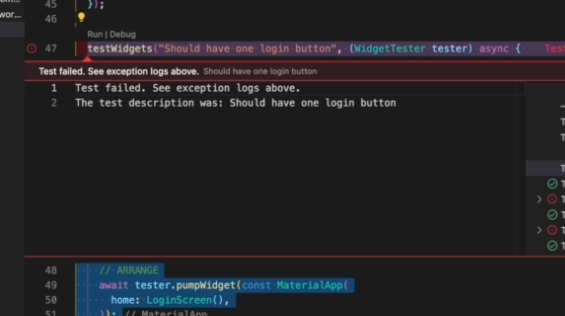 wor...
45 });
46
Run | Debug
47 testWidgets("Should have one login button", (WidgetTester tester) async {
Test failed. See exception logs above. Should have one login button
1 Test failed. See exception logs above.
2 The test description was: Should have one login button
48 // ARRANGE
49 await tester.pumpWidget(const MaterialApp(
50 home: LoginScreen(),
51 )); // MaterialApp